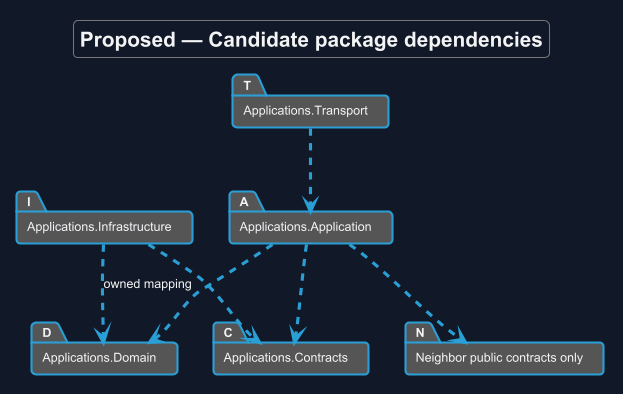 Proposed — Candidate package dependencies
T
Applications.Transport
I
Applications.Infrastructure
A
Applications.Application
owned mapping
D
Applications.Domain
C
Applications.Contracts
N
Neighbor public contracts only